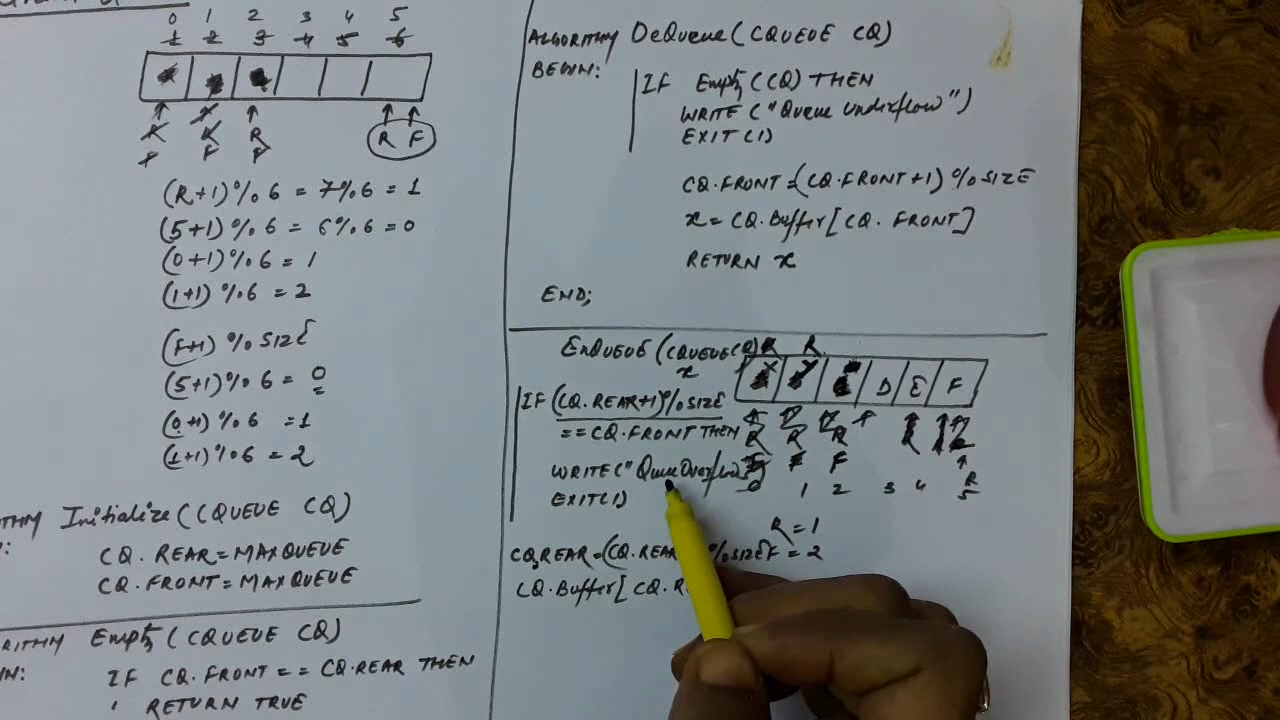 0 1 2 3 4 5
1 2 3 4 5 6
R R R R F
F F F
(R+1)%6 = 7%6 = 1
(5+1)%6 = 6%6 = 0
(0+1)%6 = 1
(1+1)%6 = 2
(F+1)%SIZE
(5+1)%6 = 0
(0+1)%6 = 1
(1+1)%6 = 2
Initialize(CQUEUE CQ)
CQ.REAR=MAXQUEUE
CQ.FRONT=MAXQUEUE
Empty(CQUEUE CQ)
IF CQ.FRONT == CQ.REAR THEN
RETURN TRUE
ALGORITHM DeQueue(CQUEUE CQ)
BEGIN:
IF Empty(CQ) THEN
WRITE("Queue Underflow")
EXIT(1)
CQ.FRONT=(CQ.FRONT+1)%SIZE
x=CQ.Buffer[CQ.FRONT]
RETURN x
END;
EnQueue(CQUEUE CQ) R R
x
D E F
IF (CQ.REAR+1)%SIZE
==CQ.FRONT THEN R R R R
WRITE("Queue Overflow") F F
0 1 2 3 4 5
R
EXIT(1)
R=1
CQ.REAR=(CQ.REAR %SIZE F=2
CQ.Buffer[CQ.R